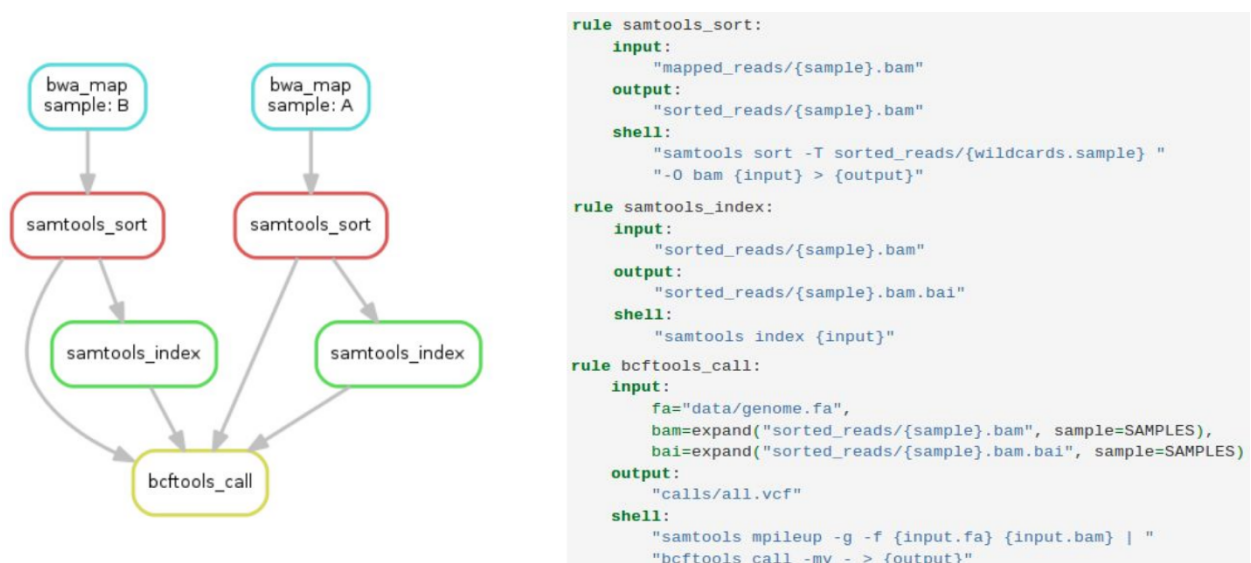 bwa_map
sample: B
bwa_map
sample: A
samtools_sort
samtools_sort
samtools_index
samtools_index
bcftools_call
rule samtools_sort:
    input:
        "mapped_reads/{sample}.bam"
    output:
        "sorted_reads/{sample}.bam"
    shell:
        "samtools sort -T sorted_reads/{wildcards.sample} "
        "-O bam {input} > {output}"
rule samtools_index:
    input:
        "sorted_reads/{sample}.bam"
    output:
        "sorted_reads/{sample}.bam.bai"
    shell:
        "samtools index {input}"
rule bcftools_call:
    input:
        fa="data/genome.fa",
        bam=expand("sorted_reads/{sample}.bam", sample=SAMPLES),
        bai=expand("sorted_reads/{sample}.bam.bai", sample=SAMPLES)
    output:
        "calls/all.vcf"
    shell:
        "samtools mpileup -g -f {input.fa} {input.bam} | "
        "bcftools call -mv - > {output}"